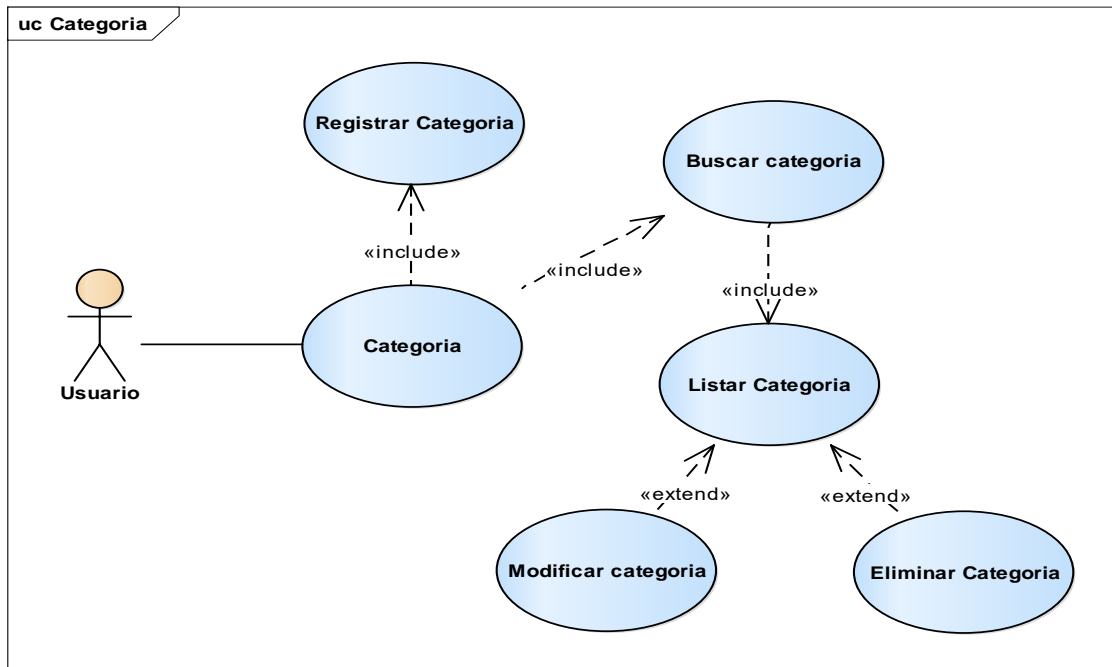 uc Categoria
Registrar Categoria
Buscar categoria
«include»
«include»
«include»
Categoria
Usuario
Listar Categoria
«extend»
«extend»
Modificar categoria
Eliminar Categoria